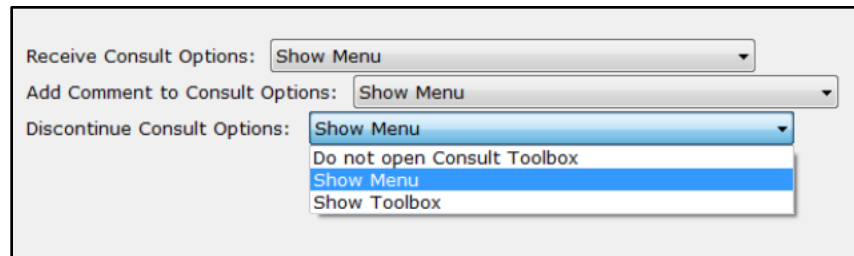 Receive Consult Options: Show Menu
Add Comment to Consult Options: Show Menu
Discontinue Consult Options: Show Menu
Do not open Consult Toolbox
Show Menu
Show Toolbox